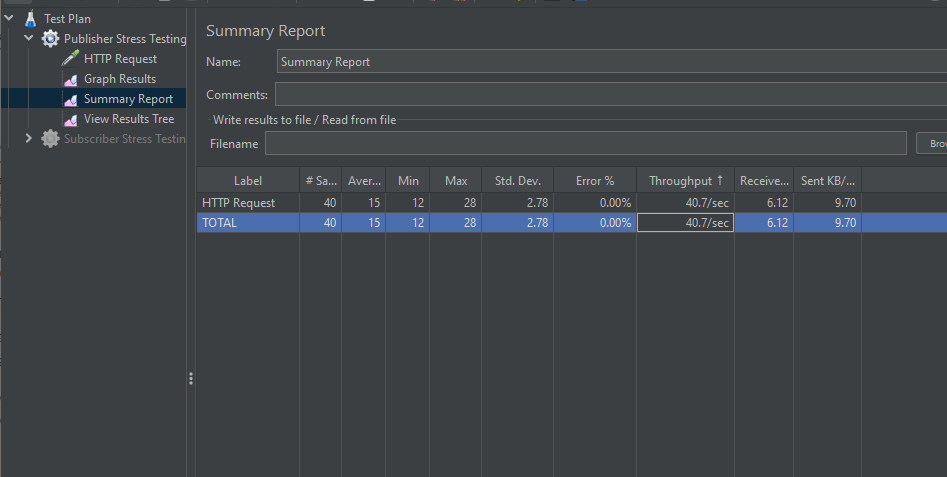 Test Plan
Publisher Stress Testing
HTTP Request
Graph Results
Summary Report
View Results Tree
Subscriber Stress Testin
Summary Report
Name: Summary Report
Comments:
Write results to file / Read from file
Filename Brow
Label # Sa... Aver... Min Max Std. Dev. Error % Throughput ↑ Receive... Sent KB/...
HTTP Request 40 15 12 28 2.78 0.00% 40.7/sec 6.12 9.70
TOTAL 40 15 12 28 2.78 0.00% 40.7/sec 6.12 9.70